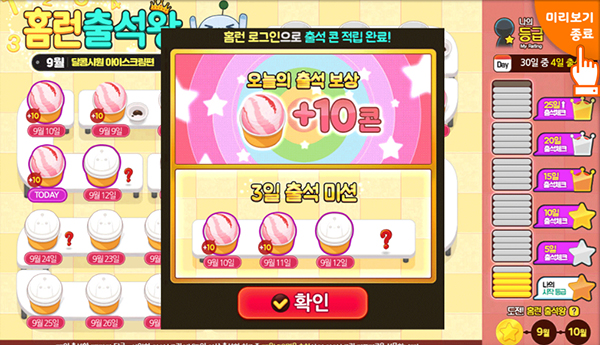 홈런출석왕
9월 달콤시원 아이스크림편
홈런 로그인으로 출석 콘 적립 완료!
오늘의 출석 보상
+10콘
3일 출석 미션
+10
+10
?
9월 10일
9월 11일
9월 12일
확인
나의
등급
My Rating
미리보기
종료
Day
30일 중 4일 출
+10
9월 10일
9월 9일
+10
?
TODAY
9월 12일
?
9월 24일
9월 23일
9월 25일
9월 26일
25일
출석체크
20일
출석체크
15일
출석체크
10일
출석체크
5일
출석체크
나의
시작 등급
도전! 홈런 출석왕 ?
9월
10월